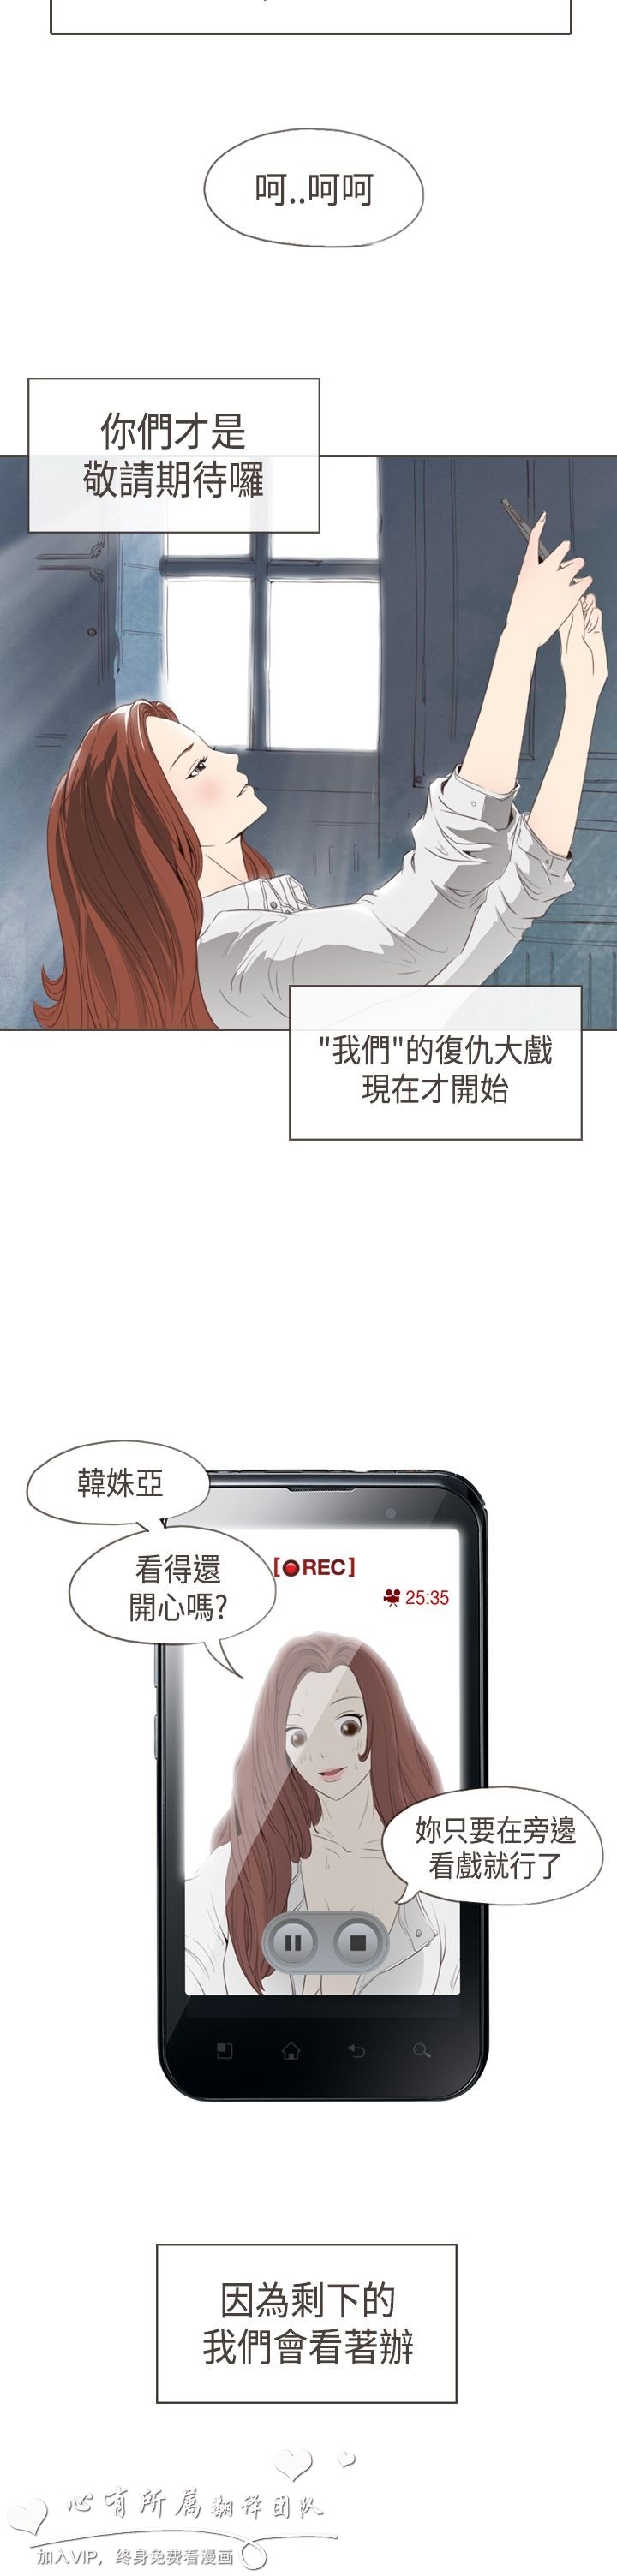 呵..呵呵
你們才是
敬請期待囉
"我們"的復仇大戲
現在才開始
韓姝亞
看得還
開心嗎?
[●REC]
25:35
妳只要在旁邊
看戲就行了
因為剩下的
我們會看著辦
心有所属翻译团队
加入VIP，终身免费看漫画